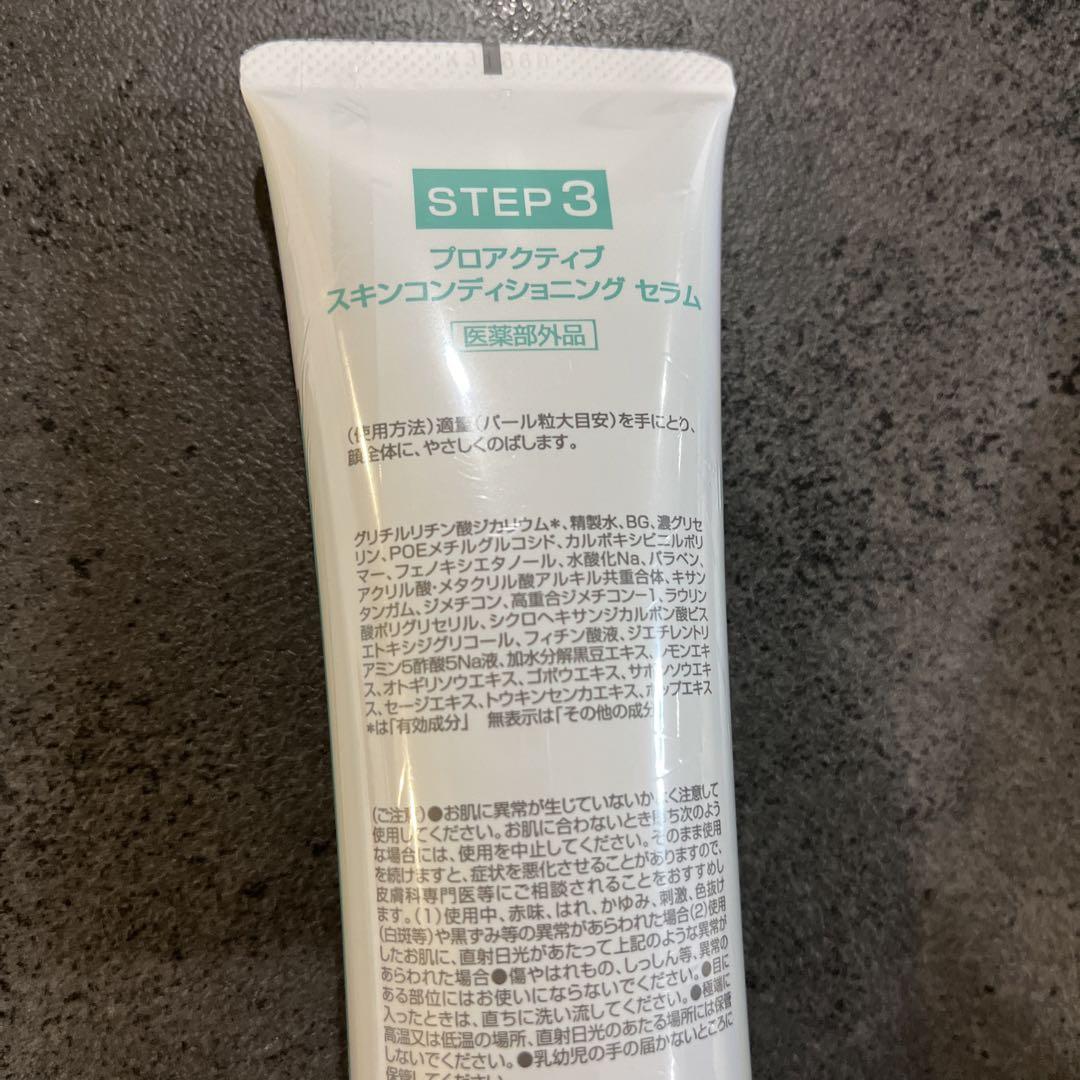 STEP 3
プロアクティブ
スキンコンディショニング セラム
医薬部外品
(使用方法)適量(パール粒大目安)を手にとり、
顔全体に、やさしくのばします。
グリチルリチン酸ジカリウム*、精製水、BG、濃グリセ
リン、POEメチルグルコシド、カルボキシビニルポリ
マー、フェノキシエタノール、水酸化Na、パラベン、
アクリル酸・メタクリル酸アルキル共重合体、キサン
タンガム、ジメチコン、高重合ジメチコン-1、ラウリン
酸ポリグリセリル、シクロヘキサンジカルボン酸ビス
エトキシジグリコール、フィチン酸液、ジエチレントリ
アミン5酢酸5Na液、加水分解黒豆エキス、レモンエキ
ス、オトギリソウエキス、ゴボウエキス、サボンソウエキ
ス、セージエキス、トウキンセンカエキス、ホップエキス
*は「有効成分」 無表示は「その他の成分」
(ご注意)●お肌に異常が生じていないかよく注意して
使用してください。お肌に合わないとき即ち次のよう
な場合には、使用を中止してください。そのまま使用
を続けますと、症状を悪化させることがありますので、
皮膚科専門医等にご相談されることをおすすめし
ます。(1)使用中、赤味、はれ、かゆみ、刺激、色抜け
(白斑等)や黒ずみ等の異常があらわれた場合(2)使用
したお肌に、直射日光があたって上記のような異常が
あらわれた場合●傷やはれもの、しっしん等、異常の
ある部位にはお使いにならないでください。●目に
入ったときは、直ちに洗い流してください。●極端に
高温又は低温の場所、直射日光のあたる場所には保管
しないでください。●乳幼児の手の届かないところに
保管してください。